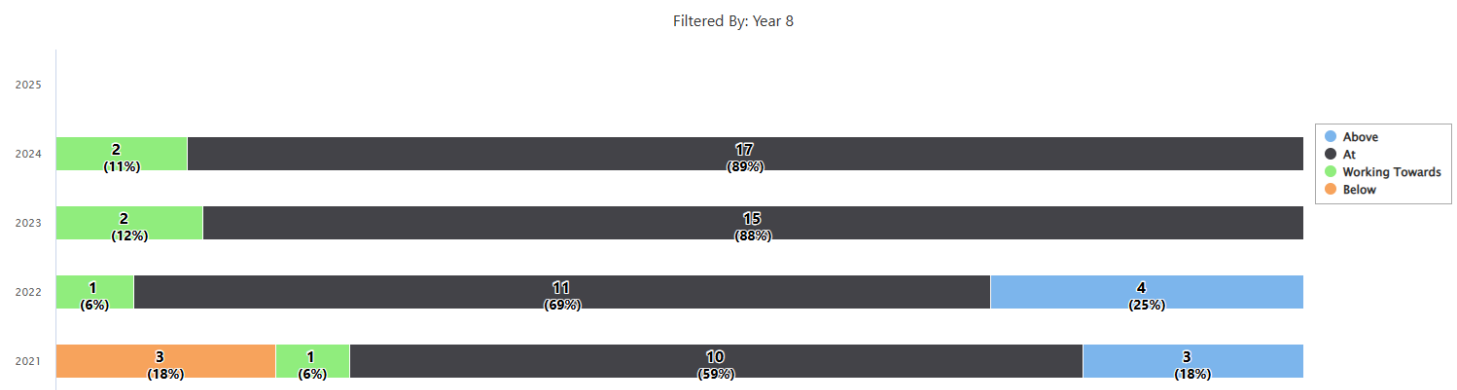 Filtered By: Year 8
2025
2024
2 17
(11%) (89%)
2023
2 15
(12%) (88%)
2022
1 11 4
(6%) (69%) (25%)
2021
3 1 10 3
(18%) (6%) (59%) (18%)
Above
At
Working Towards
Below